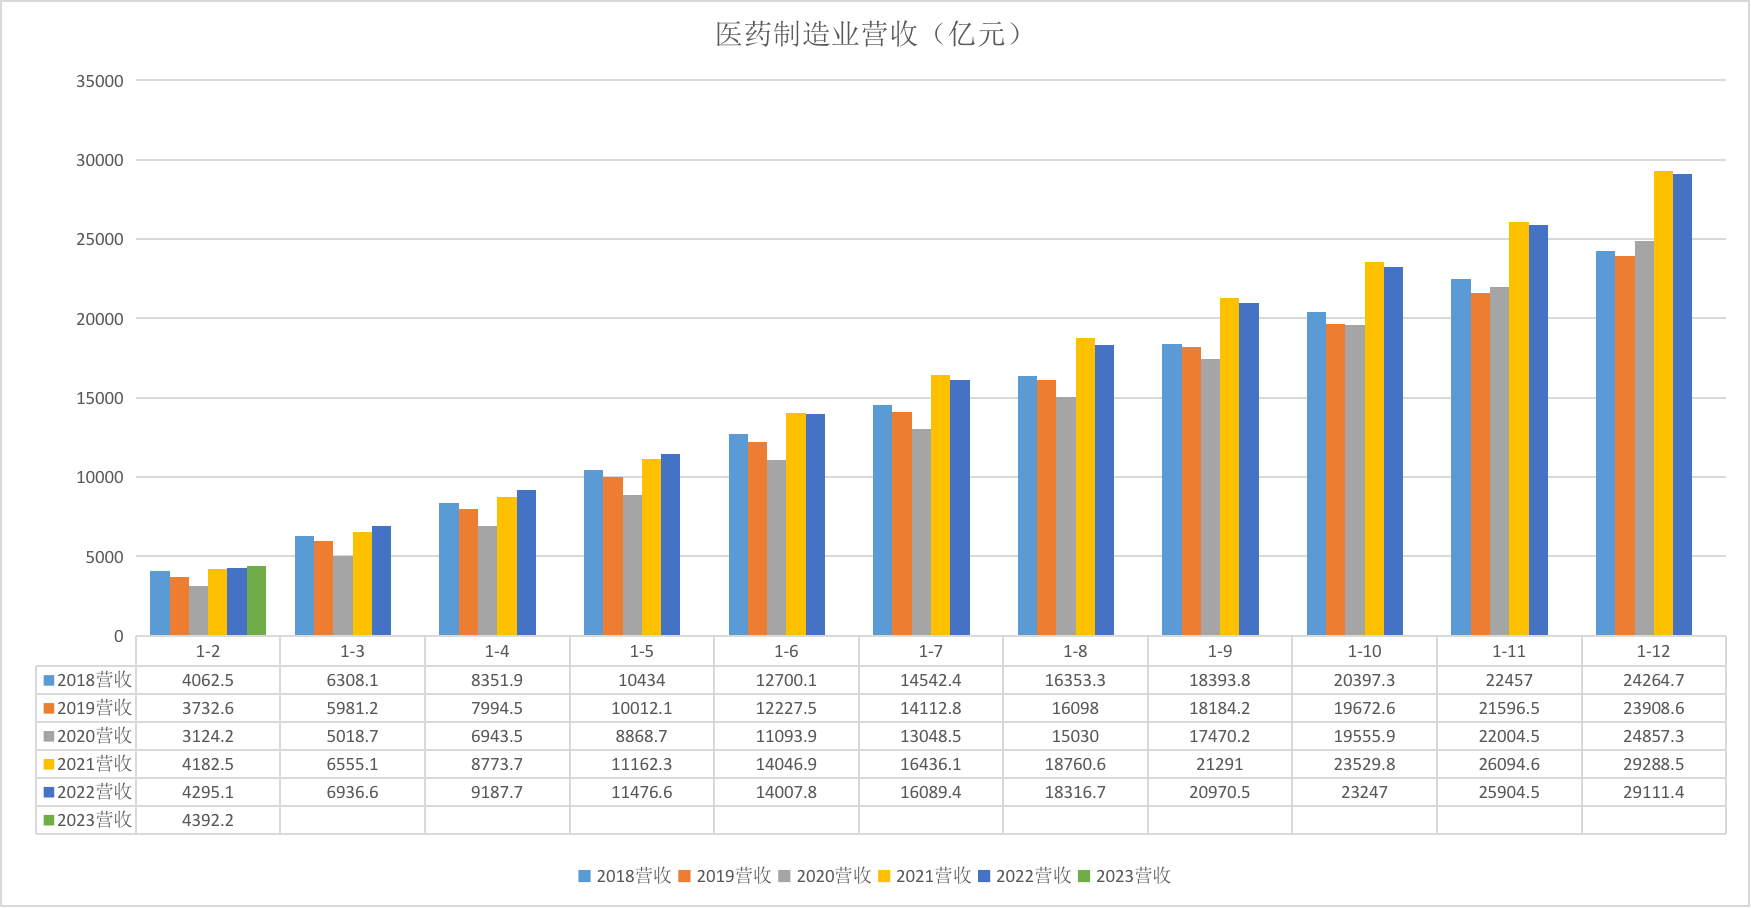 医药制造业营收（亿元）
35000
30000
25000
20000
15000
10000
5000
0
1-2 1-3 1-4 1-5 1-6 1-7 1-8 1-9 1-10 1-11 1-12
2018营收 4062.5 6308.1 8351.9 10434 12700.1 14542.4 16353.3 18393.8 20397.3 22457 24264.7
2019营收 3732.6 5981.2 7994.5 10012.1 12227.5 14112.8 16098 18184.2 19672.6 21596.5 23908.6
2020营收 3124.2 5018.7 6943.5 8868.7 11093.9 13048.5 15030 17470.2 19555.9 22004.5 24857.3
2021营收 4182.5 6555.1 8773.7 11162.3 14046.9 16436.1 18760.6 21291 23529.8 26094.6 29288.5
2022营收 4295.1 6936.6 9187.7 11476.6 14007.8 16089.4 18316.7 20970.5 23247 25904.5 29111.4
2023营收 4392.2
2018营收 2019营收 2020营收 2021营收 2022营收 2023营收